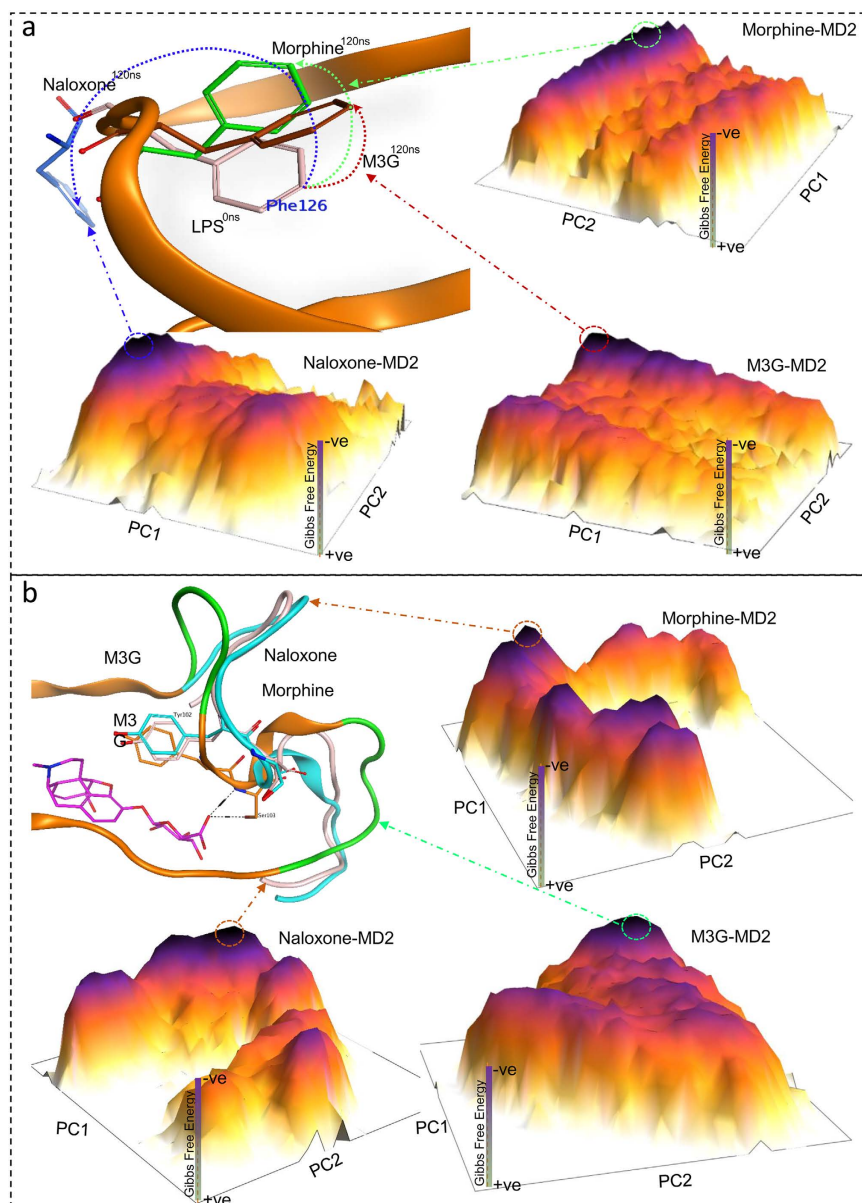 a
Morphine120ns
Naloxone120ns
M3G120ns
LPS0ns
Phe126
Morphine-MD2
-ve
Gibbs Free Energy
+ve
PC2
PC1
Naloxone-MD2
-ve
Gibbs Free Energy
+ve
PC1
PC2
M3G-MD2
-ve
Gibbs Free Energy
+ve
PC1
PC2
b
M3G
Naloxone
Morphine
M3
G
Tyr102
Ser103
Morphine-MD2
-ve
Gibbs Free Energy
+ve
PC1
PC2
Naloxone-MD2
-ve
Gibbs Free Energy
+ve
PC1
PC2
M3G-MD2
-ve
Gibbs Free Energy
+ve
PC1
PC2